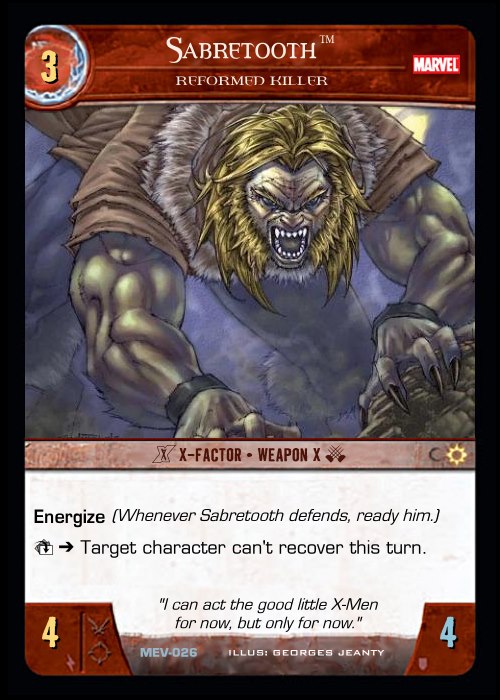 3
SABRETOOTH™
REFORMED KILLER
MARVEL
X-FACTOR • WEAPON X
C
Energize (Whenever Sabretooth defends, ready him.)
➔ Target character can't recover this turn.
"I can act the good little X-Men
for now, but only for now."
4
4
MEV-026 ILLUS: GEORGES JEANTY